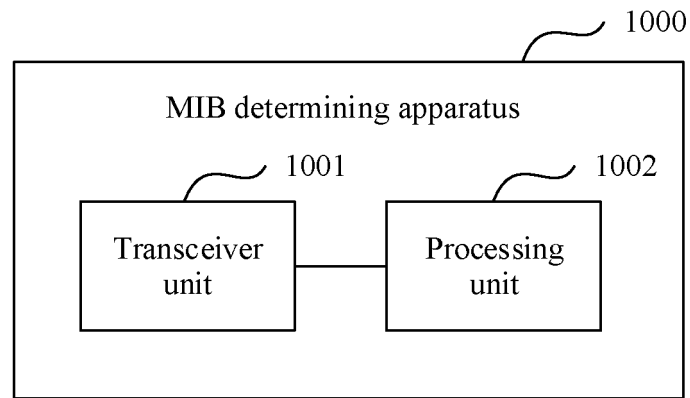 1000
MIB determining apparatus
1001
1002
Transceiver
unit
Processing
unit